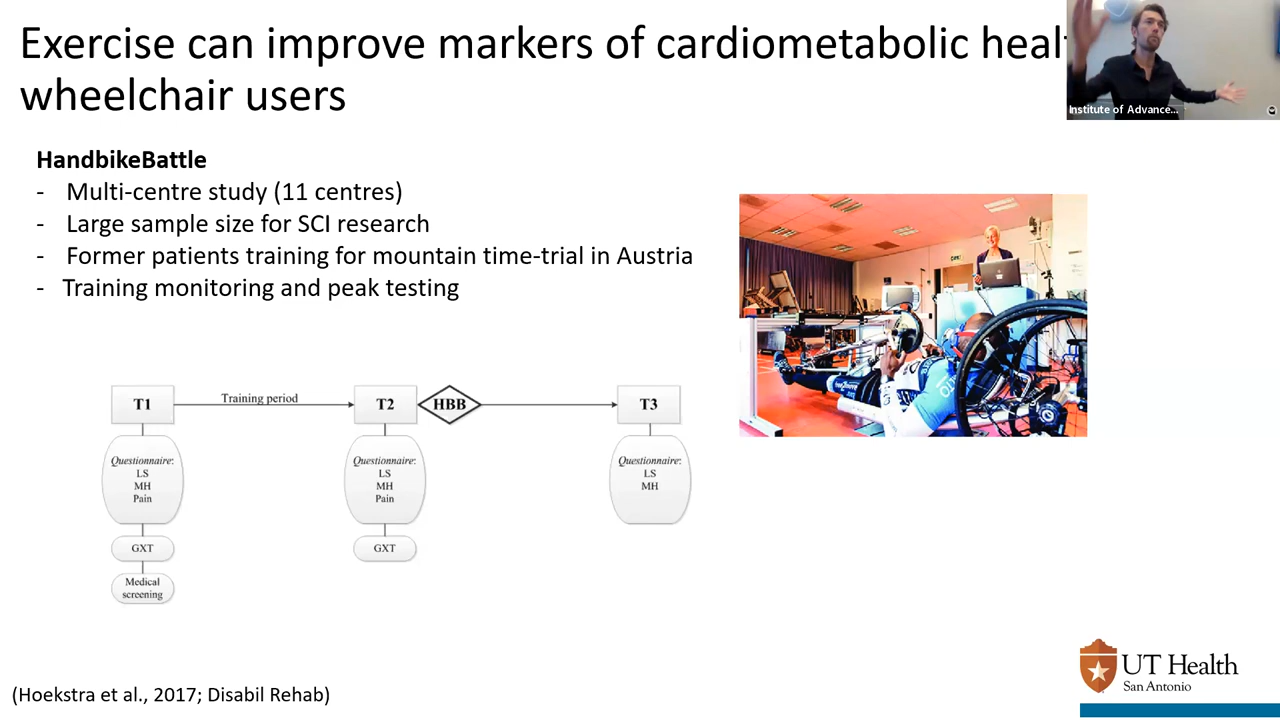 Exercise can improve markers of cardiometabolic heal
wheelchair users
Institute of Advance...
HandbikeBattle
- Multi-centre study (11 centres)
- Large sample size for SCI research
- Former patients training for mountain time-trial in Austria
- Training monitoring and peak testing
T1
Training period
T2
HBB
T3
Questionnaire:
LS
MH
Pain
Questionnaire:
LS
MH
Pain
Questionnaire:
LS
MH
GXT
GXT
Medical
screening
(Hoekstra et al., 2017; Disabil Rehab)
UT Health
San Antonio